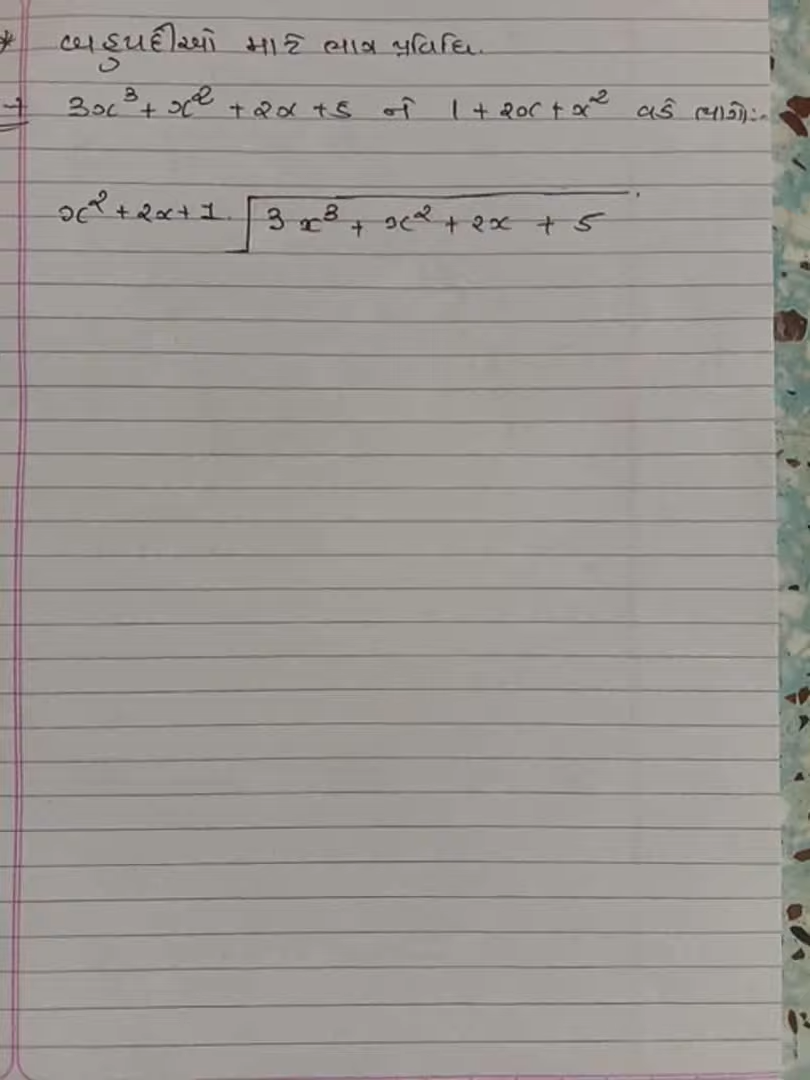 * બહુપદીઓ માટે ભાગ પ્રવિધિ.
→ 3x³ + x² + 2x + 5 ને 1 + 2x + x² વડે ભાગો:-
x² + 2x + 1. 3x³ + x² + 2x + 5